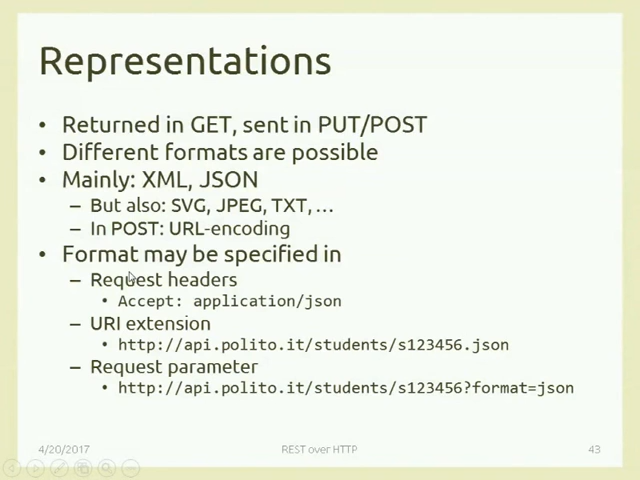 Representations
• Returned in GET, sent in PUT/POST
• Different formats are possible
• Mainly: XML, JSON
– But also: SVG, JPEG, TXT, …
– In POST: URL-encoding
• Format may be specified in
– Request headers
• Accept: application/json
– URI extension
• http://api.polito.it/students/s123456.json
– Request parameter
• http://api.polito.it/students/s123456?format=json
4/20/2017 REST over HTTP 43